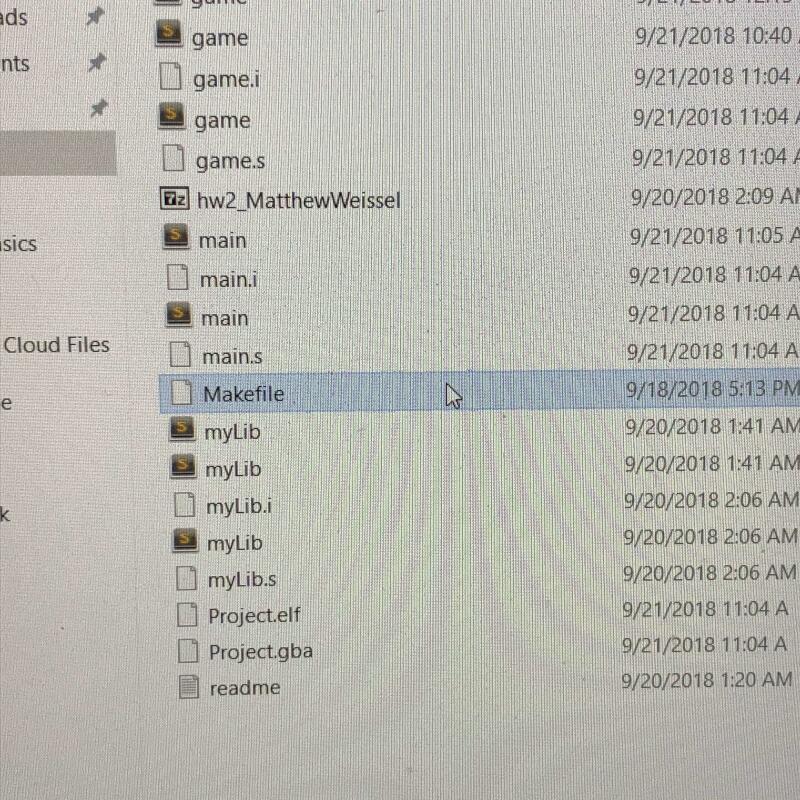 game
ads
game 9/21/2018 10:40
nts
game.i 9/21/2018 11:04 A
game 9/21/2018 11:04 A
game.s 9/21/2018 11:04 A
7z hw2_MatthewWeissel 9/20/2018 2:09 AM
asics
main 9/21/2018 11:05 A
main.i 9/21/2018 11:04 A
main 9/21/2018 11:04 A
Cloud Files
main.s 9/21/2018 11:04 A
e
Makefile 9/18/2018 5:13 PM
myLib 9/20/2018 1:41 AM
myLib 9/20/2018 1:41 AM
k
myLib.i 9/20/2018 2:06 AM
myLib 9/20/2018 2:06 AM
myLib.s 9/20/2018 2:06 AM
Project.elf 9/21/2018 11:04 A
Project.gba 9/21/2018 11:04 A
readme 9/20/2018 1:20 AM